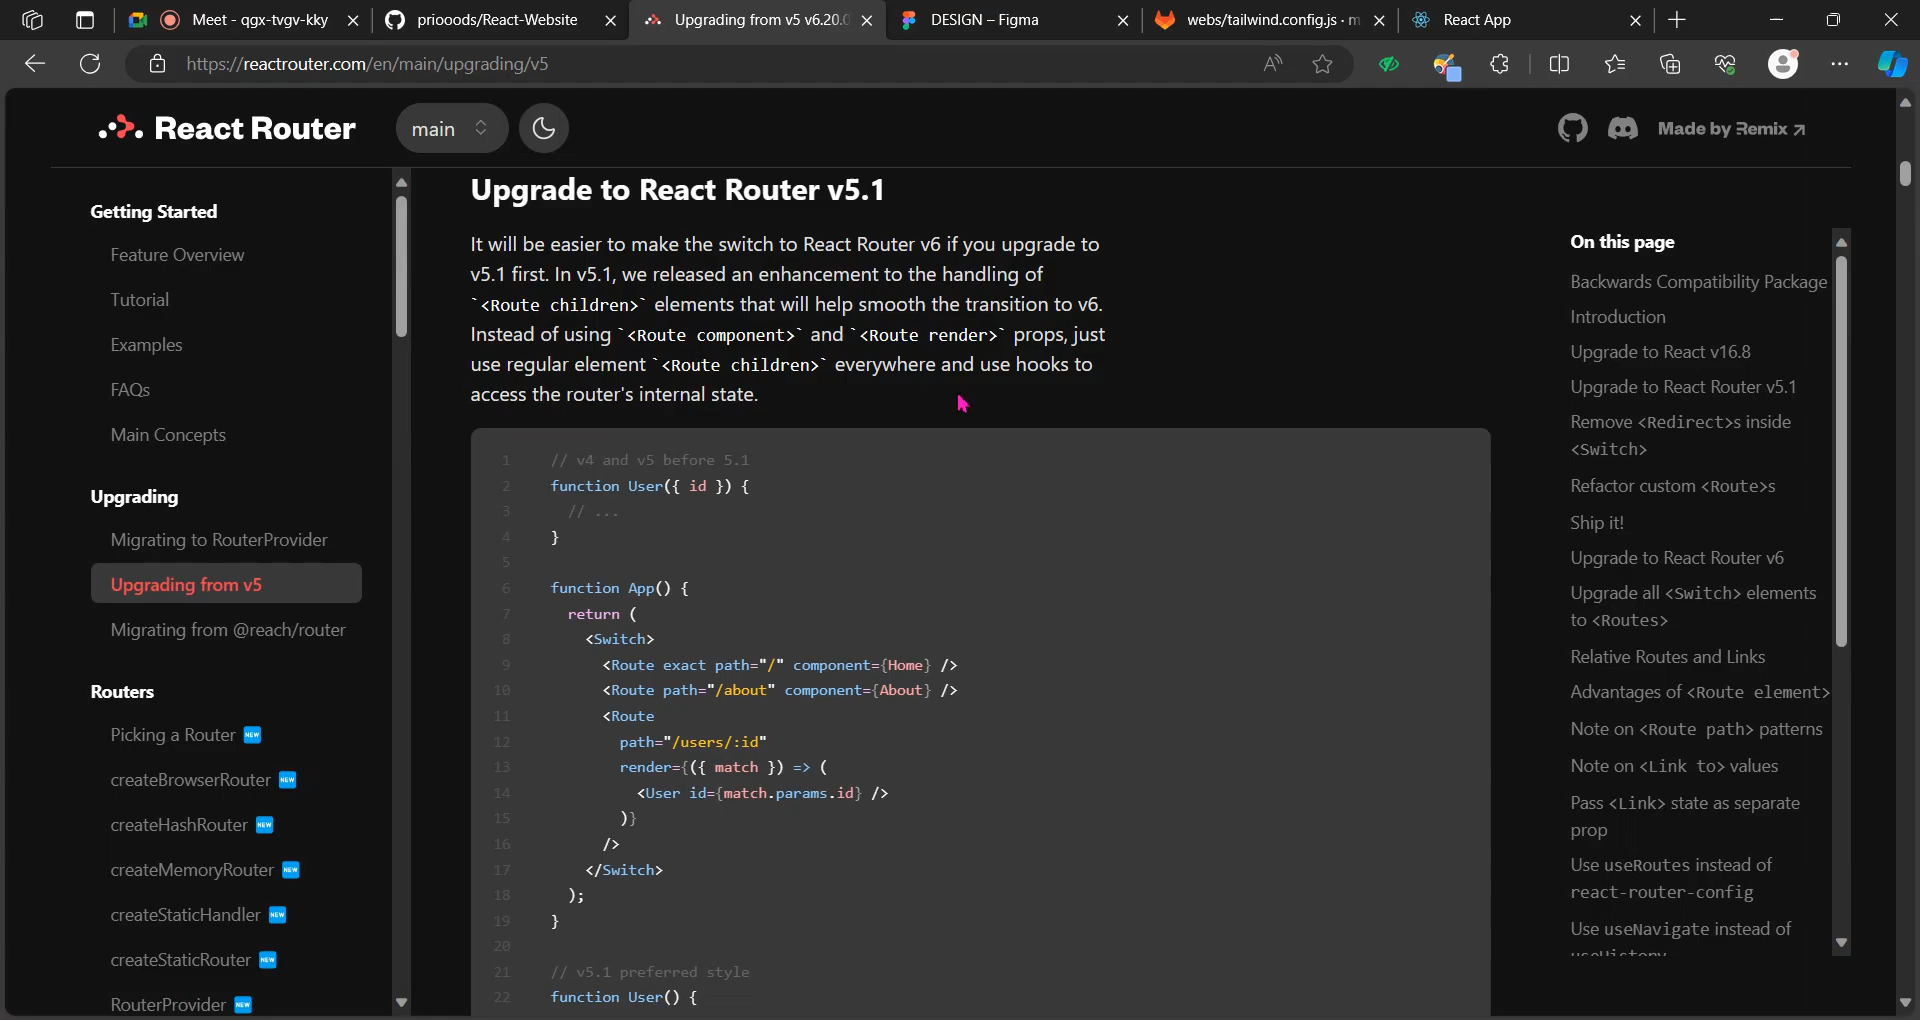 Meet - qgx-tvgv-kky
priooods/React-Website
Upgrading from v5 v6.20.0
DESIGN – Figma
webs/tailwind.config.js · m
React App
https://reactrouter.com/en/main/upgrading/v5
React Router
main
Made by Remix ↗
Getting Started
Feature Overview
Tutorial
Examples
FAQs
Main Concepts
Upgrading
Migrating to RouterProvider
Upgrading from v5
Migrating from @reach/router
Routers
Picking a Router NEW
createBrowserRouter NEW
createHashRouter NEW
createMemoryRouter NEW
createStaticHandler NEW
createStaticRouter NEW
RouterProvider NEW
Upgrade to React Router v5.1
It will be easier to make the switch to React Router v6 if you upgrade to
v5.1 first. In v5.1, we released an enhancement to the handling of
`<Route children>` elements that will help smooth the transition to v6.
Instead of using `<Route component>` and `<Route render>` props, just
use regular element `<Route children>` everywhere and use hooks to
access the router's internal state.
1 // v4 and v5 before 5.1
2 function User({ id }) {
3 // ...
4 }
5
6 function App() {
7 return (
8 <Switch>
9 <Route exact path="/" component={Home} />
10 <Route path="/about" component={About} />
11 <Route
12 path="/users/:id"
13 render={({ match }) => (
14 <User id={match.params.id} />
15 )}
16 />
17 </Switch>
18 );
19 }
20
21 // v5.1 preferred style
22 function User() {
On this page
Backwards Compatibility Package
Introduction
Upgrade to React v16.8
Upgrade to React Router v5.1
Remove <Redirect>s inside
<Switch>
Refactor custom <Route>s
Ship it!
Upgrade to React Router v6
Upgrade all <Switch> elements
to <Routes>
Relative Routes and Links
Advantages of <Route element>
Note on <Route path> patterns
Note on <Link to> values
Pass <Link> state as separate
prop
Use useRoutes instead of
react-router-config
Use useNavigate instead of
useHistory